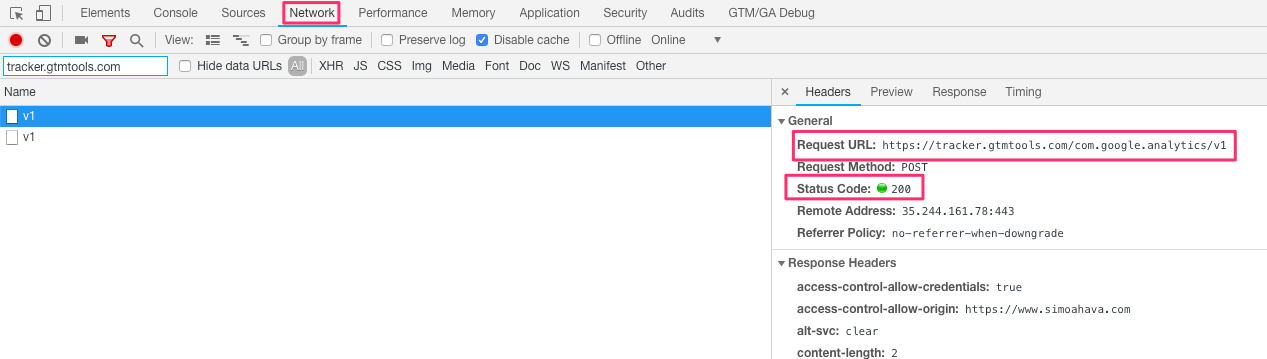 Elements Console Sources Network Performance Memory Application Security Audits GTM/GA Debug
View: Group by frame Preserve log Disable cache Offline Online
tracker.gtmtools.com Hide data URLs All XHR JS CSS Img Media Font Doc WS Manifest Other
Name
v1
v1
× Headers Preview Response Timing
General
Request URL: https://tracker.gtmtools.com/com.google.analytics/v1
Request Method: POST
Status Code: 200
Remote Address: 35.244.161.78:443
Referrer Policy: no-referrer-when-downgrade
Response Headers
access-control-allow-credentials: true
access-control-allow-origin: https://www.simoahava.com
alt-svc: clear
content-length: 2